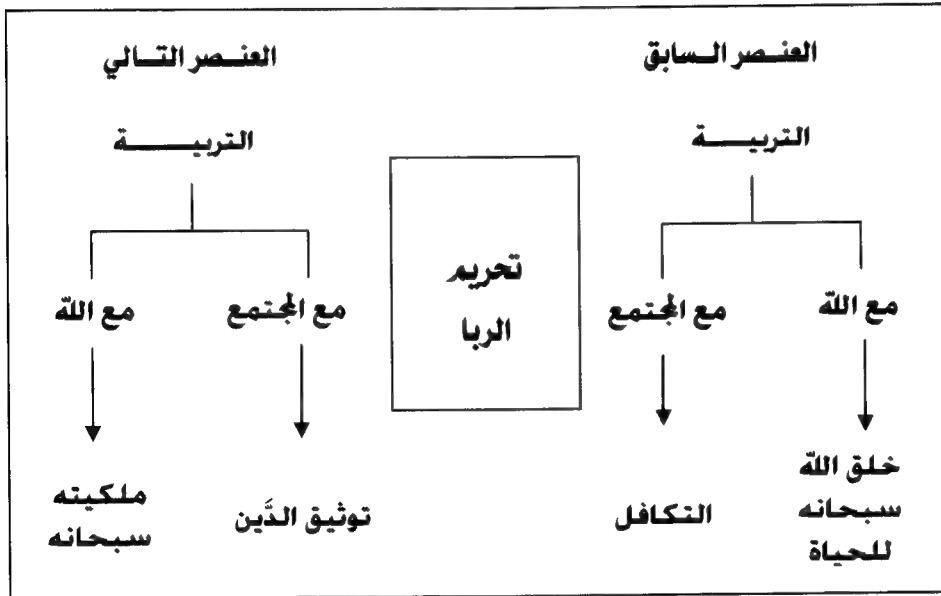 العنصر السابق
العنصر التالي
التربية
التربية
تحريم
الربا
مع الله
مع المجتمع
مع المجتمع
مع الله
خلق الله
سبحانه
للحياة
التكافل
توثيق الدَّين
ملكيته
سبحانه